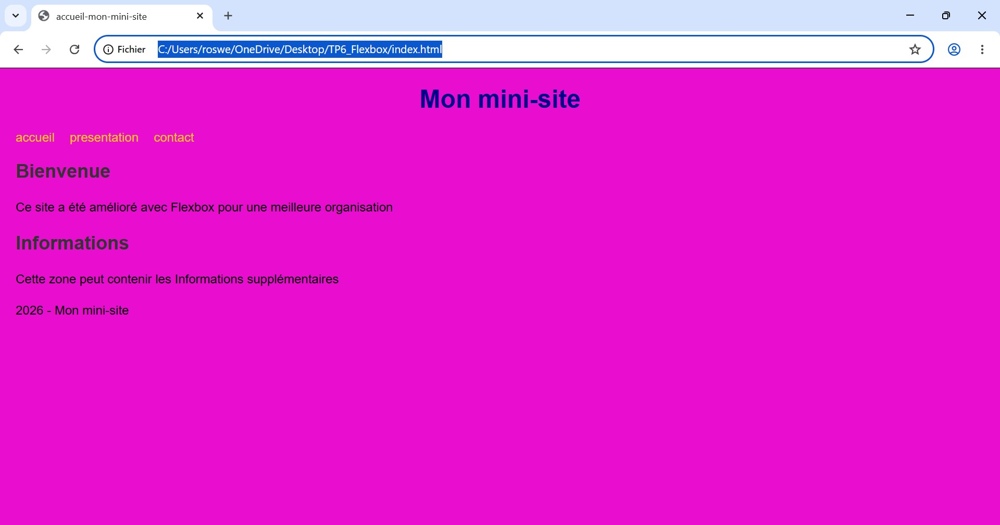 accueil-mon-mini-site
Fichier C:/Users/roswe/OneDrive/Desktop/TP6_Flexbox/index.html
Mon mini-site
accueil presentation contact
Bienvenue
Ce site a été amélioré avec Flexbox pour une meilleure organisation
Informations
Cette zone peut contenir les Informations supplémentaires
2026 - Mon mini-site